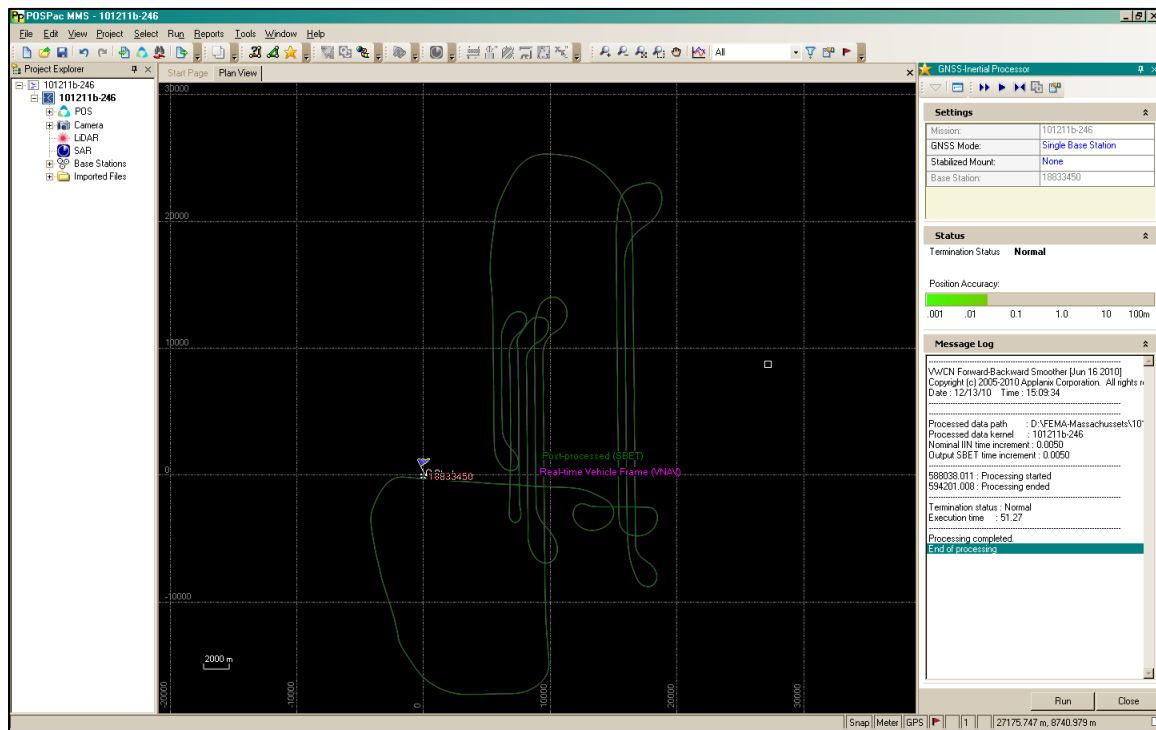 POSPac MMS - 101211b-246
File Edit View Project Select Run Reports Tools Window Help
All
Project Explorer
101211b-246
101211b-246
POS
Camera
LiDAR
SAR
Base Stations
Imported Files
Start Page Plan View
30000
20000
10000
0
-10000
Post-processed (SBET)
Real-time Vehicle Frame (VNAV)
18833450
2000 m
-20000
-10000
0
10000
20000
30000
GNSS-Inertial Processor
Settings
Mission: 101211b-246
GNSS Mode: Single Base Station
Stabilized Mount: None
Base Station: 18833450
Status
Termination Status Normal
Position Accuracy:
.001 .01 0.1 1.0 10 100m
Message Log
VWCN Forward-Backward Smoother [Jun 16 2010]
Copyright (c) 2005-2010 Applanix Corporation. All rights re
Date : 12/13/10 Time : 15:09:34
Processed data path : D:\FEMA-Massachussets\101
Processed data kernel : 101211b-246
Nominal IIN time increment : 0.0050
Output SBET time increment : 0.0050
588038.011 : Processing started
594201.008 : Processing ended
Termination status : Normal
Execution time : 51.27
Processing completed.
End of processing
Run Close
Snap Meter GPS 1 27175.747 m, 8740.979 m